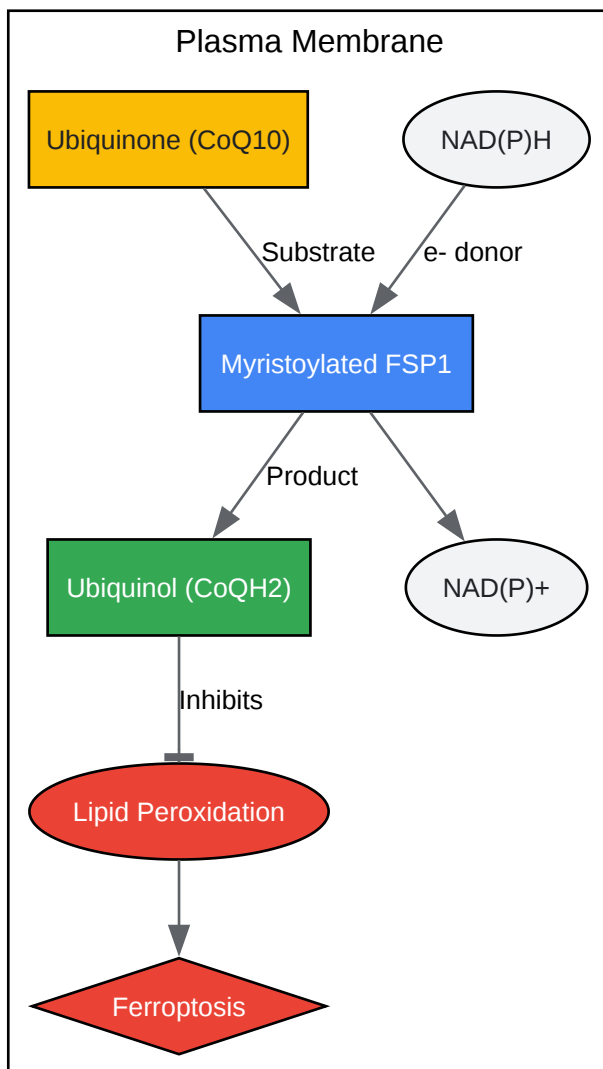 Plasma Membrane
Ubiquinone (CoQ10)
NAD(P)H
Substrate
e- donor
Myristoylated FSP1
Product
Ubiquinol (CoQH2)
NAD(P)+
Inhibits
Lipid Peroxidation
Ferroptosis